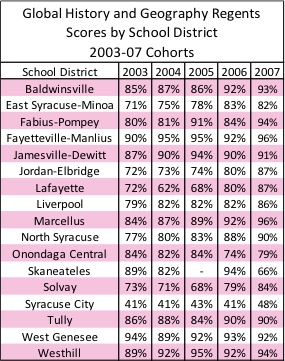 Global History and Geography Regents
Scores by School District
2003-07 Cohorts
School District 2003 2004 2005 2006 2007
Baldwinsville 85% 87% 86% 92% 93%
East Syracuse-Minoa 71% 75% 78% 83% 82%
Fabius-Pompey 80% 81% 91% 84% 94%
Fayetteville-Manlius 90% 95% 95% 92% 96%
Jamesville-Dewitt 87% 90% 94% 90% 91%
Jordan-Elbridge 72% 73% 74% 80% 87%
Lafayette 72% 62% 68% 80% 87%
Liverpool 79% 82% 82% 82% 86%
Marcellus 84% 87% 89% 92% 96%
North Syracuse 77% 80% 83% 88% 90%
Onondaga Central 84% 82% 84% 74% 79%
Skaneateles 89% 82% - 94% 66%
Solvay 73% 71% 68% 79% 84%
Syracuse City 41% 41% 43% 41% 48%
Tully 86% 88% 84% 90% 90%
West Genesee 94% 89% 92% 93% 92%
Westhill 89% 92% 95% 92% 94%